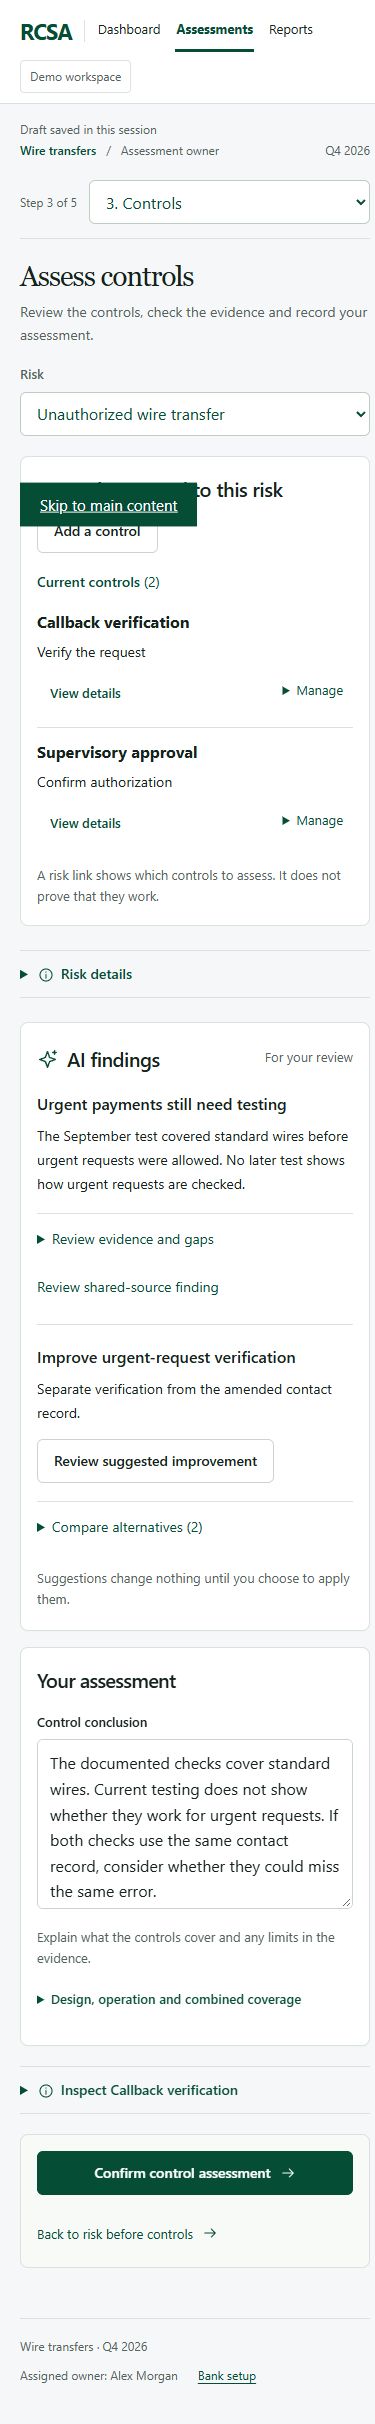 RCSA
Dashboard Assessments Reports
Demo workspace
Draft saved in this session
Wire transfers / Assessment owner Q4 2026
Step 3 of 5 3. Controls
Assess controls
Review the controls, check the evidence and record your
assessment.
Risk
Unauthorized wire transfer
to this risk
Skip to main content
Add a control
Current controls (2)
Callback verification
Verify the request
View details Manage
Supervisory approval
Confirm authorization
View details Manage
A risk link shows which controls to assess. It does not
prove that they work.
Risk details
AI findings For your review
Urgent payments still need testing
The September test covered standard wires before
urgent requests were allowed. No later test shows
how urgent requests are checked.
Review evidence and gaps
Review shared-source finding
Improve urgent-request verification
Separate verification from the amended contact
record.
Review suggested improvement
Compare alternatives (2)
Suggestions change nothing until you choose to apply
them.
Your assessment
Control conclusion
The documented checks cover standard
wires. Current testing does not show
whether they work for urgent requests. If
both checks use the same contact
record, consider whether they could miss
the same error.
Explain what the controls cover and any limits in the
evidence.
Design, operation and combined coverage
Inspect Callback verification
Confirm control assessment →
Back to risk before controls →
Wire transfers · Q4 2026
Assigned owner: Alex Morgan Bank setup